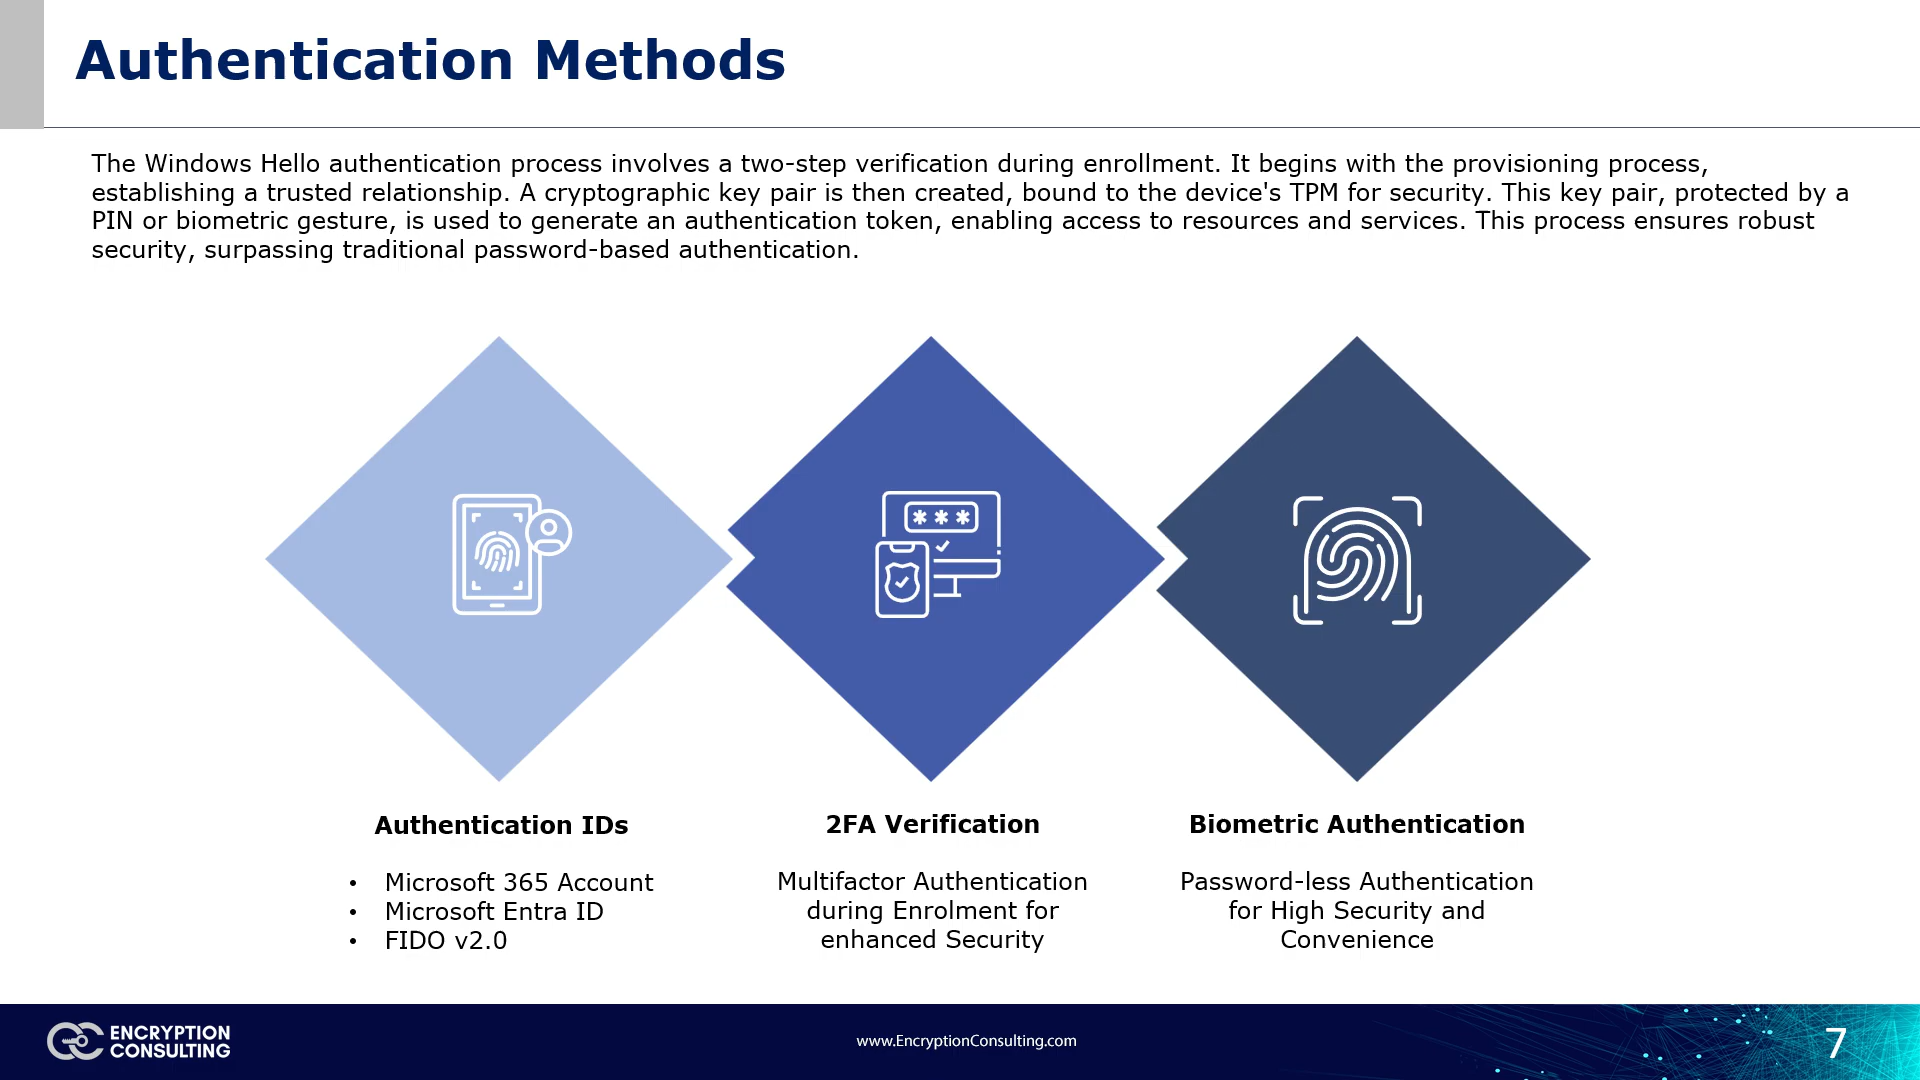 Authentication Methods
The Windows Hello authentication process involves a two-step verification during enrollment. It begins with the provisioning process,
establishing a trusted relationship. A cryptographic key pair is then created, bound to the device's TPM for security. This key pair, protected by a
PIN or biometric gesture, is used to generate an authentication token, enabling access to resources and services. This process ensures robust
security, surpassing traditional password-based authentication.
***
Authentication IDs
• Microsoft 365 Account
• Microsoft Entra ID
• FIDO v2.0
2FA Verification
Multifactor Authentication
during Enrolment for
enhanced Security
Biometric Authentication
Password-less Authentication
for High Security and
Convenience
ENCRYPTION
CONSULTING
www.EncryptionConsulting.com
7